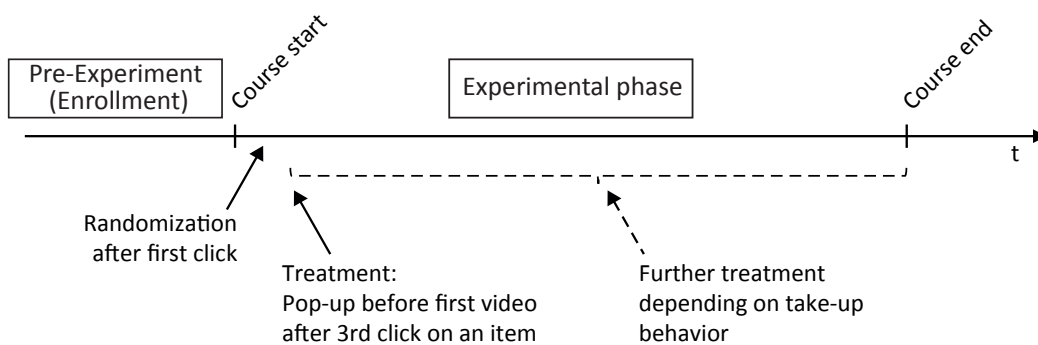 Pre-Experiment
(Enrollment)
Course start
Experimental phase
Course end
t
Randomization
after first click
Treatment:
Pop-up before first video
after 3rd click on an item
Further treatment
depending on take-up
behavior